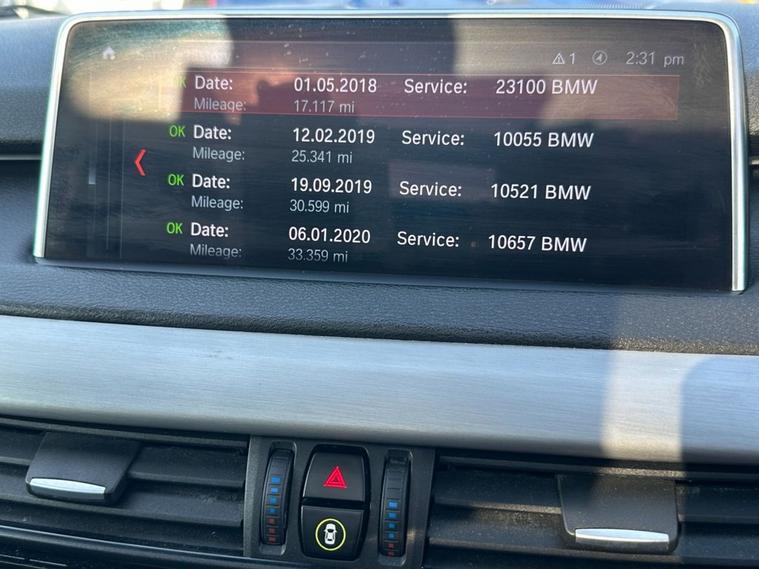 1 2:31 pm
OK Date: 01.05.2018 Service: 23100 BMW
Mileage: 17.117 mi
OK Date: 12.02.2019 Service: 10055 BMW
Mileage: 25.341 mi
OK Date: 19.09.2019 Service: 10521 BMW
Mileage: 30.599 mi
OK Date: 06.01.2020 Service: 10657 BMW
Mileage: 33.359 mi